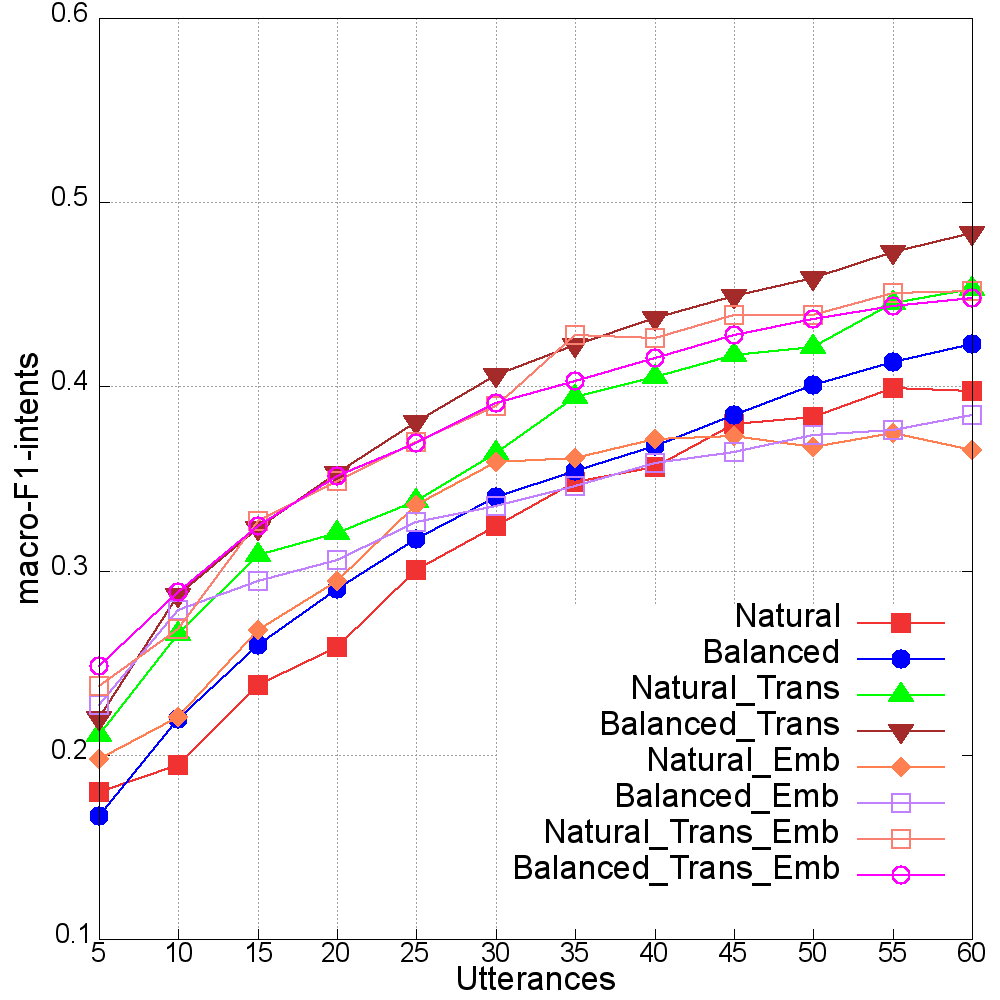 0.6
0.5
0.4
0.3
0.2
0.1
macro-F1-intents
Natural
Balanced
Natural_Trans
Balanced_Trans
Natural_Emb
Balanced_Emb
Natural_Trans_Emb
Balanced_Trans_Emb
5 10 15 20 25 30 35 40 45 50 55 60
Utterances